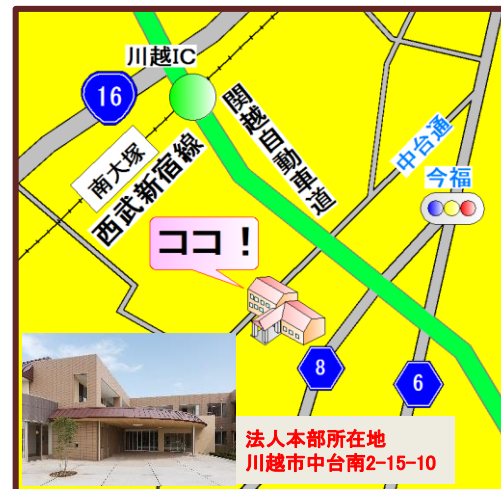 川越IC
16
関越自動車道
南大塚
西武新宿線
中台通
今福
ココ！
8
6
法人本部所在地
川越市中台南2-15-10